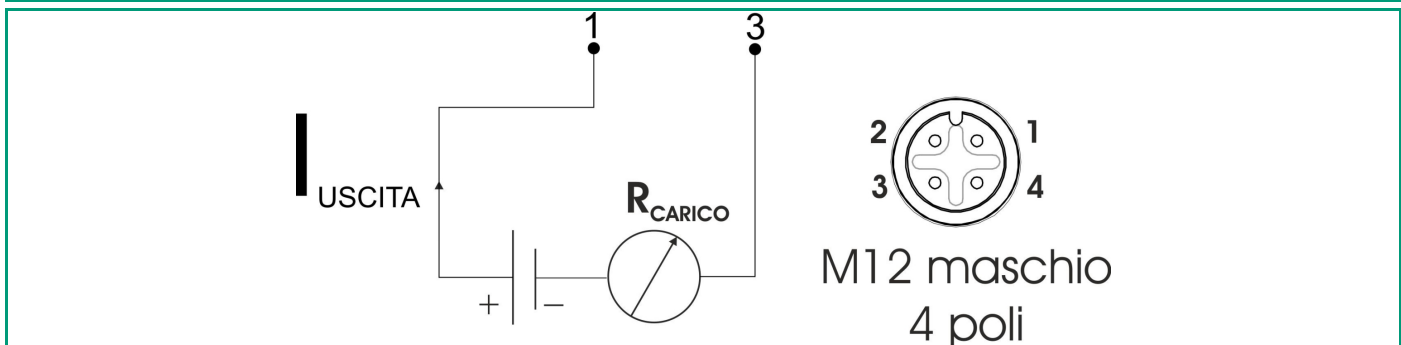 1 3
I USCITA
R CARICO
+ –
2 1
3 4
M12 maschio
4 poli